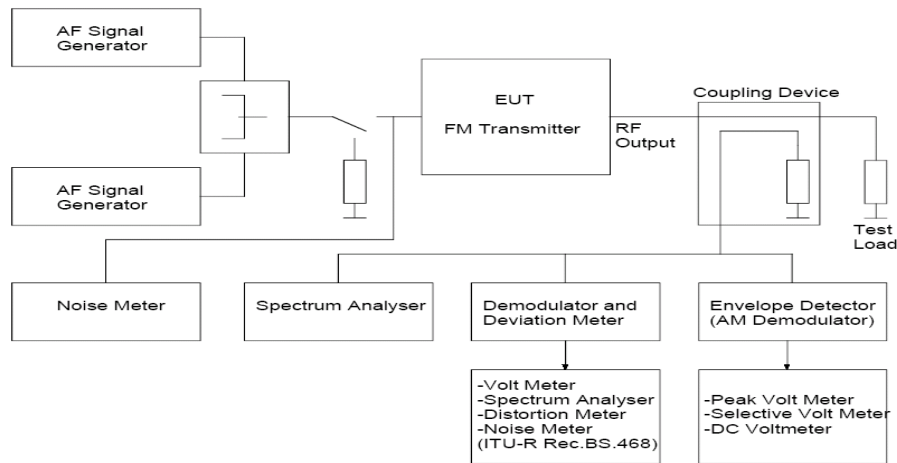 AF Signal
Generator
EUT
FM Transmitter
Coupling Device
RF
Output
AF Signal
Generator
Test
Load
Noise Meter
Spectrum Analyser
Demodulator and
Deviation Meter
Envelope Detector
(AM Demodulator)
-Volt Meter
-Spectrum Analyser
-Distortion Meter
-Noise Meter
(ITU-R Rec.BS.468)
-Peak Volt Meter
-Selective Volt Meter
-DC Voltmeter